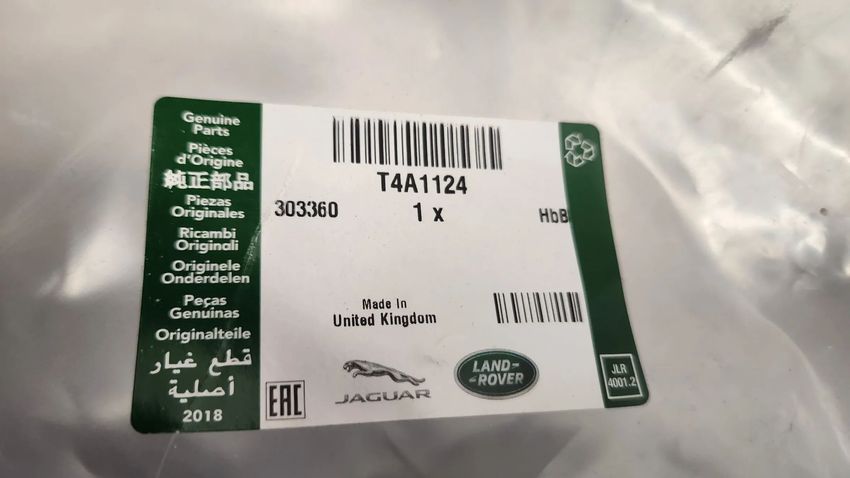 Genuine
Parts
Pièces
d'Origine
純正部品
Piezas
Originales
Ricambi
Originali
Originele
Onderdelen
Peças
Genuinas
Originalteile
قطع غيار
أصلية
2018
T4A1124
303360
1 x
HbB
Made In
United Kingdom
EAC
JAGUAR
LAND-
-ROVER
JLR
4001.2